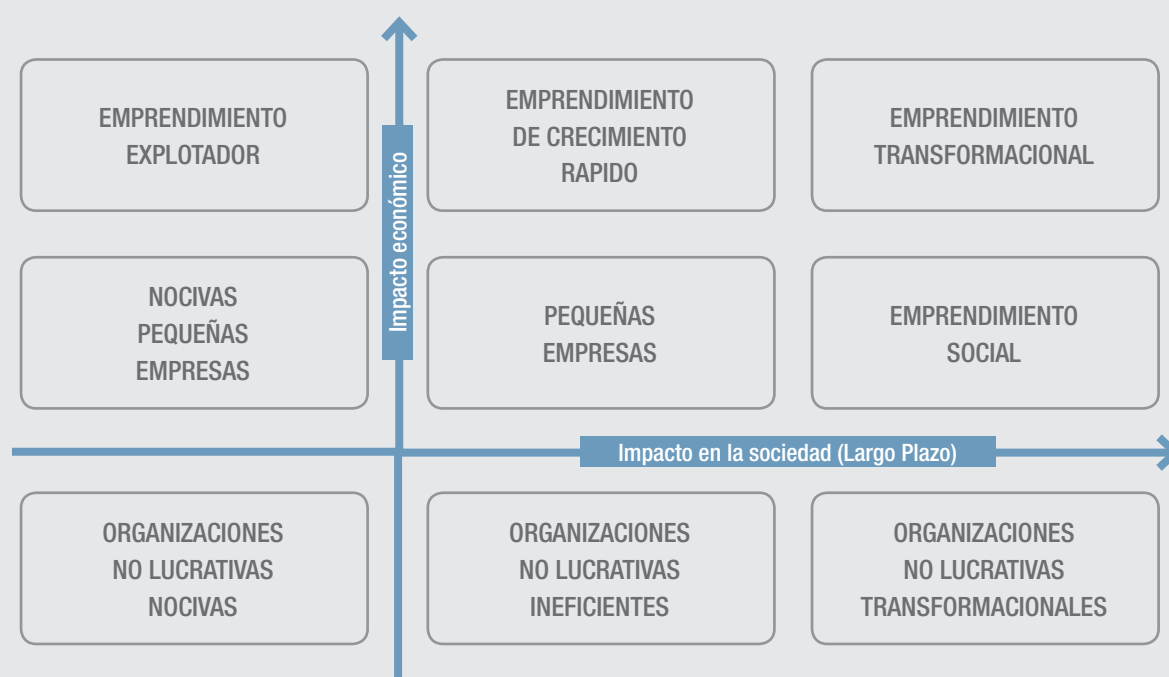 EMPRENDIMIENTO
EXPLOTADOR
Impacto económico
EMPRENDIMIENTO
DE CRECIMIENTO
RAPIDO
EMPRENDIMIENTO
TRANSFORMACIONAL
NOCIVAS
PEQUEÑAS
EMPRESAS
PEQUEÑAS
EMPRESAS
EMPRENDIMIENTO
SOCIAL
Impacto en la sociedad (Largo Plazo)
ORGANIZACIONES
NO LUCRATIVAS
NOCIVAS
ORGANIZACIONES
NO LUCRATIVAS
INEFICIENTES
ORGANIZACIONES
NO LUCRATIVAS
TRANSFORMACIONALES